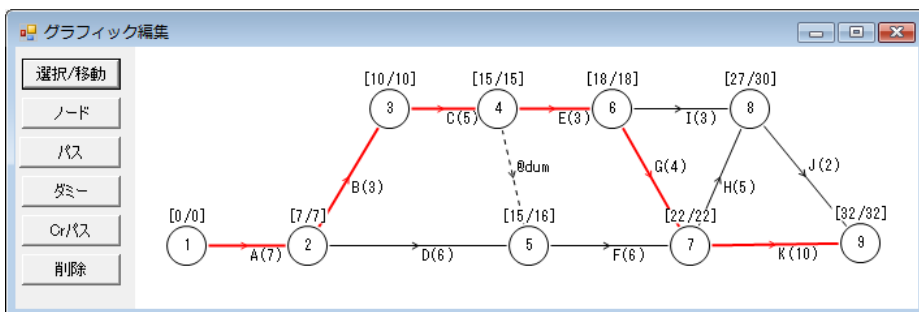 グラフィック編集
選択/移動
ノード
パス
ダミー
Crパス
削除
[10/10] [15/15] [18/18] [27/30]
3 4 6 8
C(5) E(3) I(3)
@dum G(4) J(2)
B(3) H(5)
[0/0] [7/7] [15/16] [22/22] [32/32]
1 2 5 7 9
A(7) D(6) F(6) K(10)